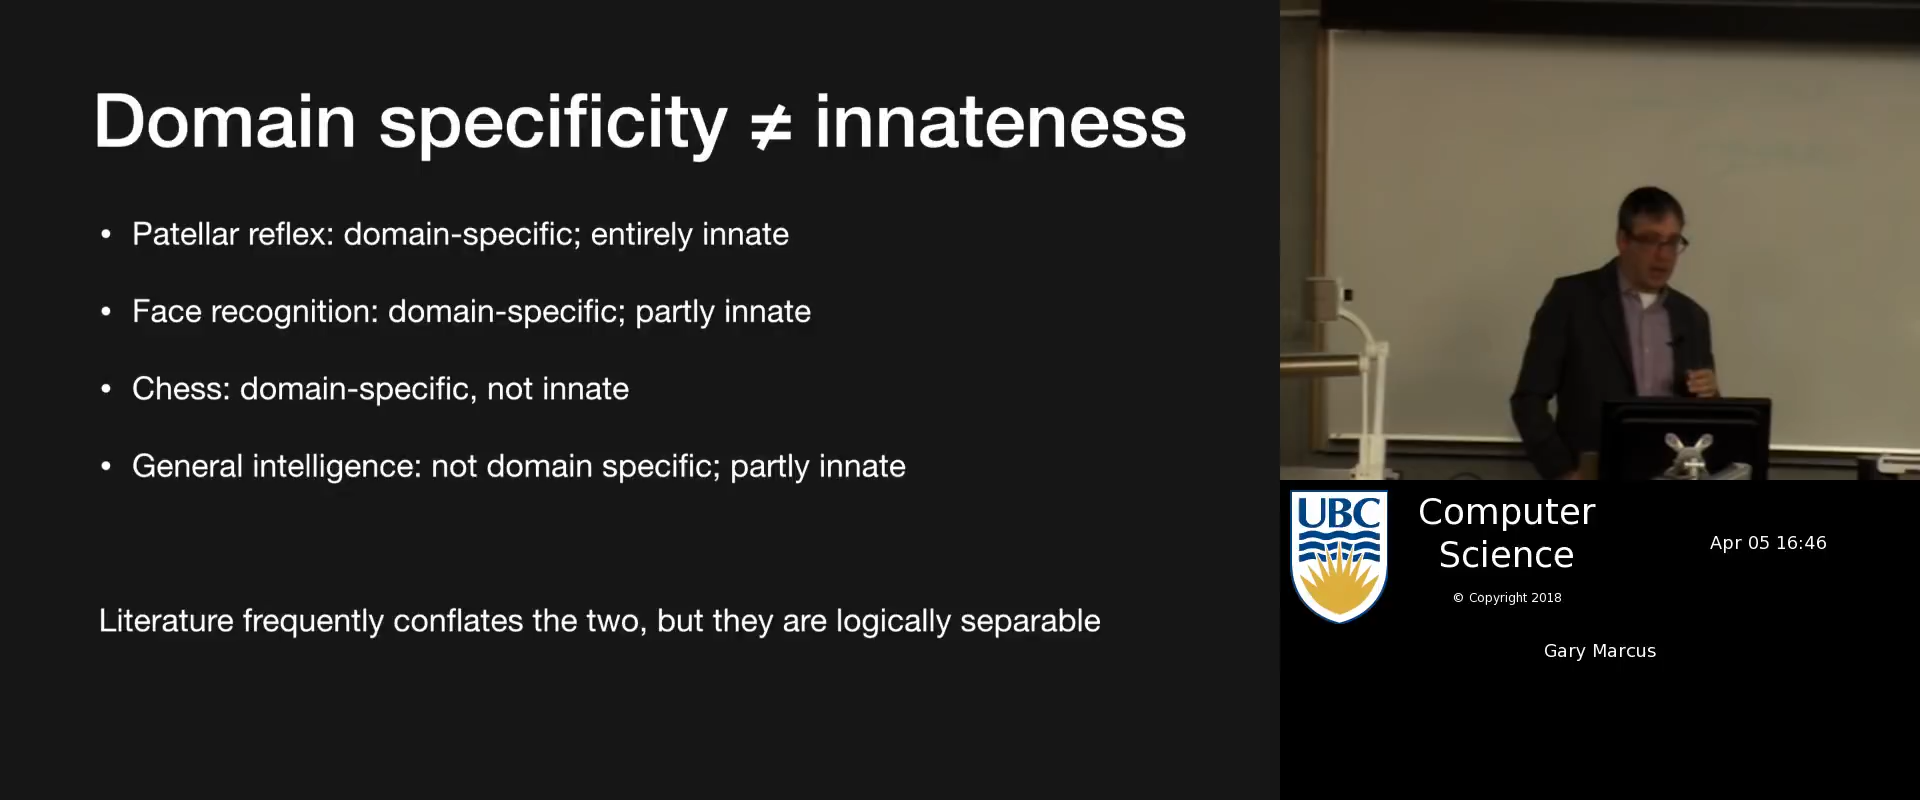 Domain specificity ≠ innateness
• Patellar reflex: domain-specific; entirely innate
• Face recognition: domain-specific; partly innate
• Chess: domain-specific, not innate
• General intelligence: not domain specific; partly innate
Literature frequently conflates the two, but they are logically separable
UBC
Computer
Science
© Copyright 2018
Apr 05 16:46
Gary Marcus